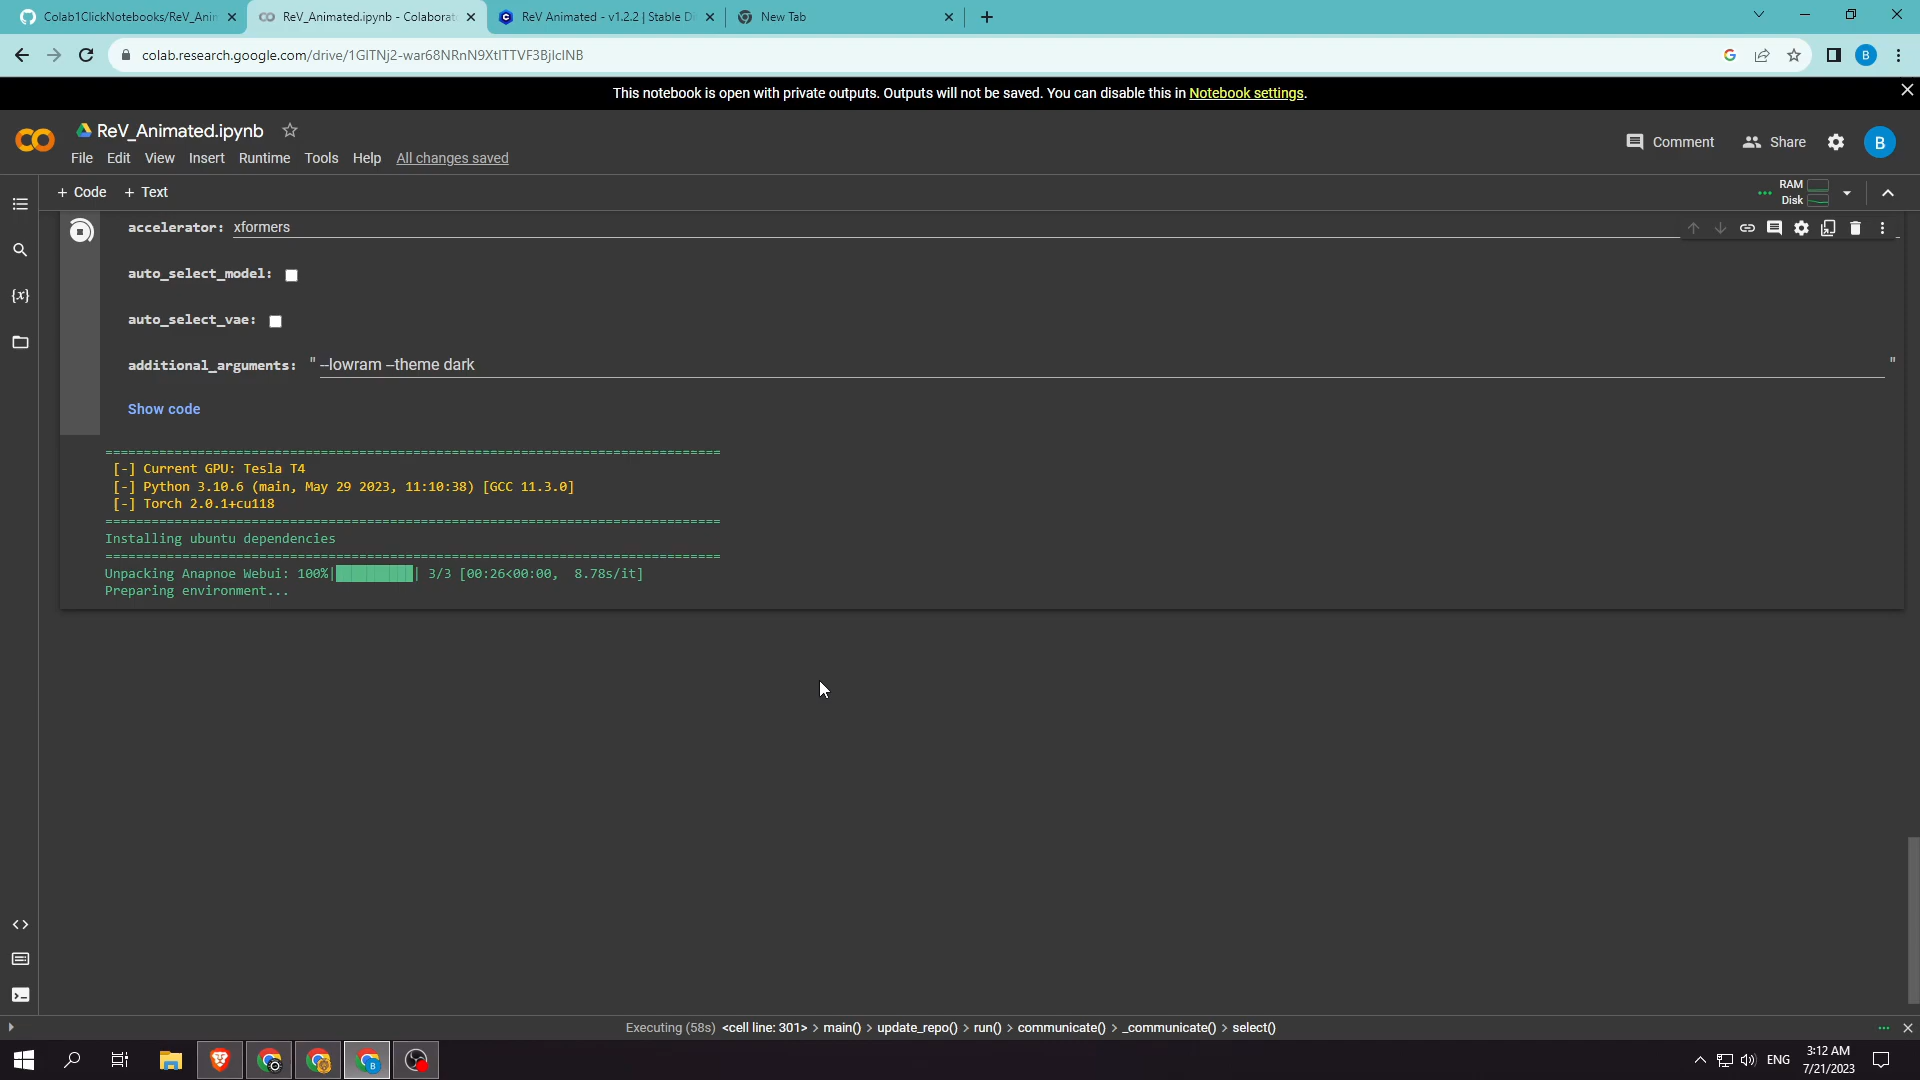 Colab1ClickNotebooks/ReV_Anim
ReV_Animated.ipynb - Colaborat
ReV Animated - v1.2.2 | Stable Di
New Tab
colab.research.google.com/drive/1GITNj2-war68NRnN9XtITTVF3BjlclNB
B
This notebook is open with private outputs. Outputs will not be saved. You can disable this in Notebook settings.
ReV_Animated.ipynb
Comment
Share
B
File Edit View Insert Runtime Tools Help All changes saved
+ Code + Text
RAM
Disk
accelerator: xformers
auto_select_model:
{x}
auto_select_vae:
additional_arguments: " --lowram --theme dark "
Show code
================================================================================
[-] Current GPU: Tesla T4
[-] Python 3.10.6 (main, May 29 2023, 11:10:38) [GCC 11.3.0]
[-] Torch 2.0.1+cu118
================================================================================
Installing ubuntu dependencies
================================================================================
Unpacking Anapnoe Webui: 100%|██████████| 3/3 [00:26<00:00, 8.78s/it]
Preparing environment...
Executing (58s) <cell line: 301> > main() > update_repo() > run() > communicate() > _communicate() > select()
ENG
3:12 AM
7/21/2023